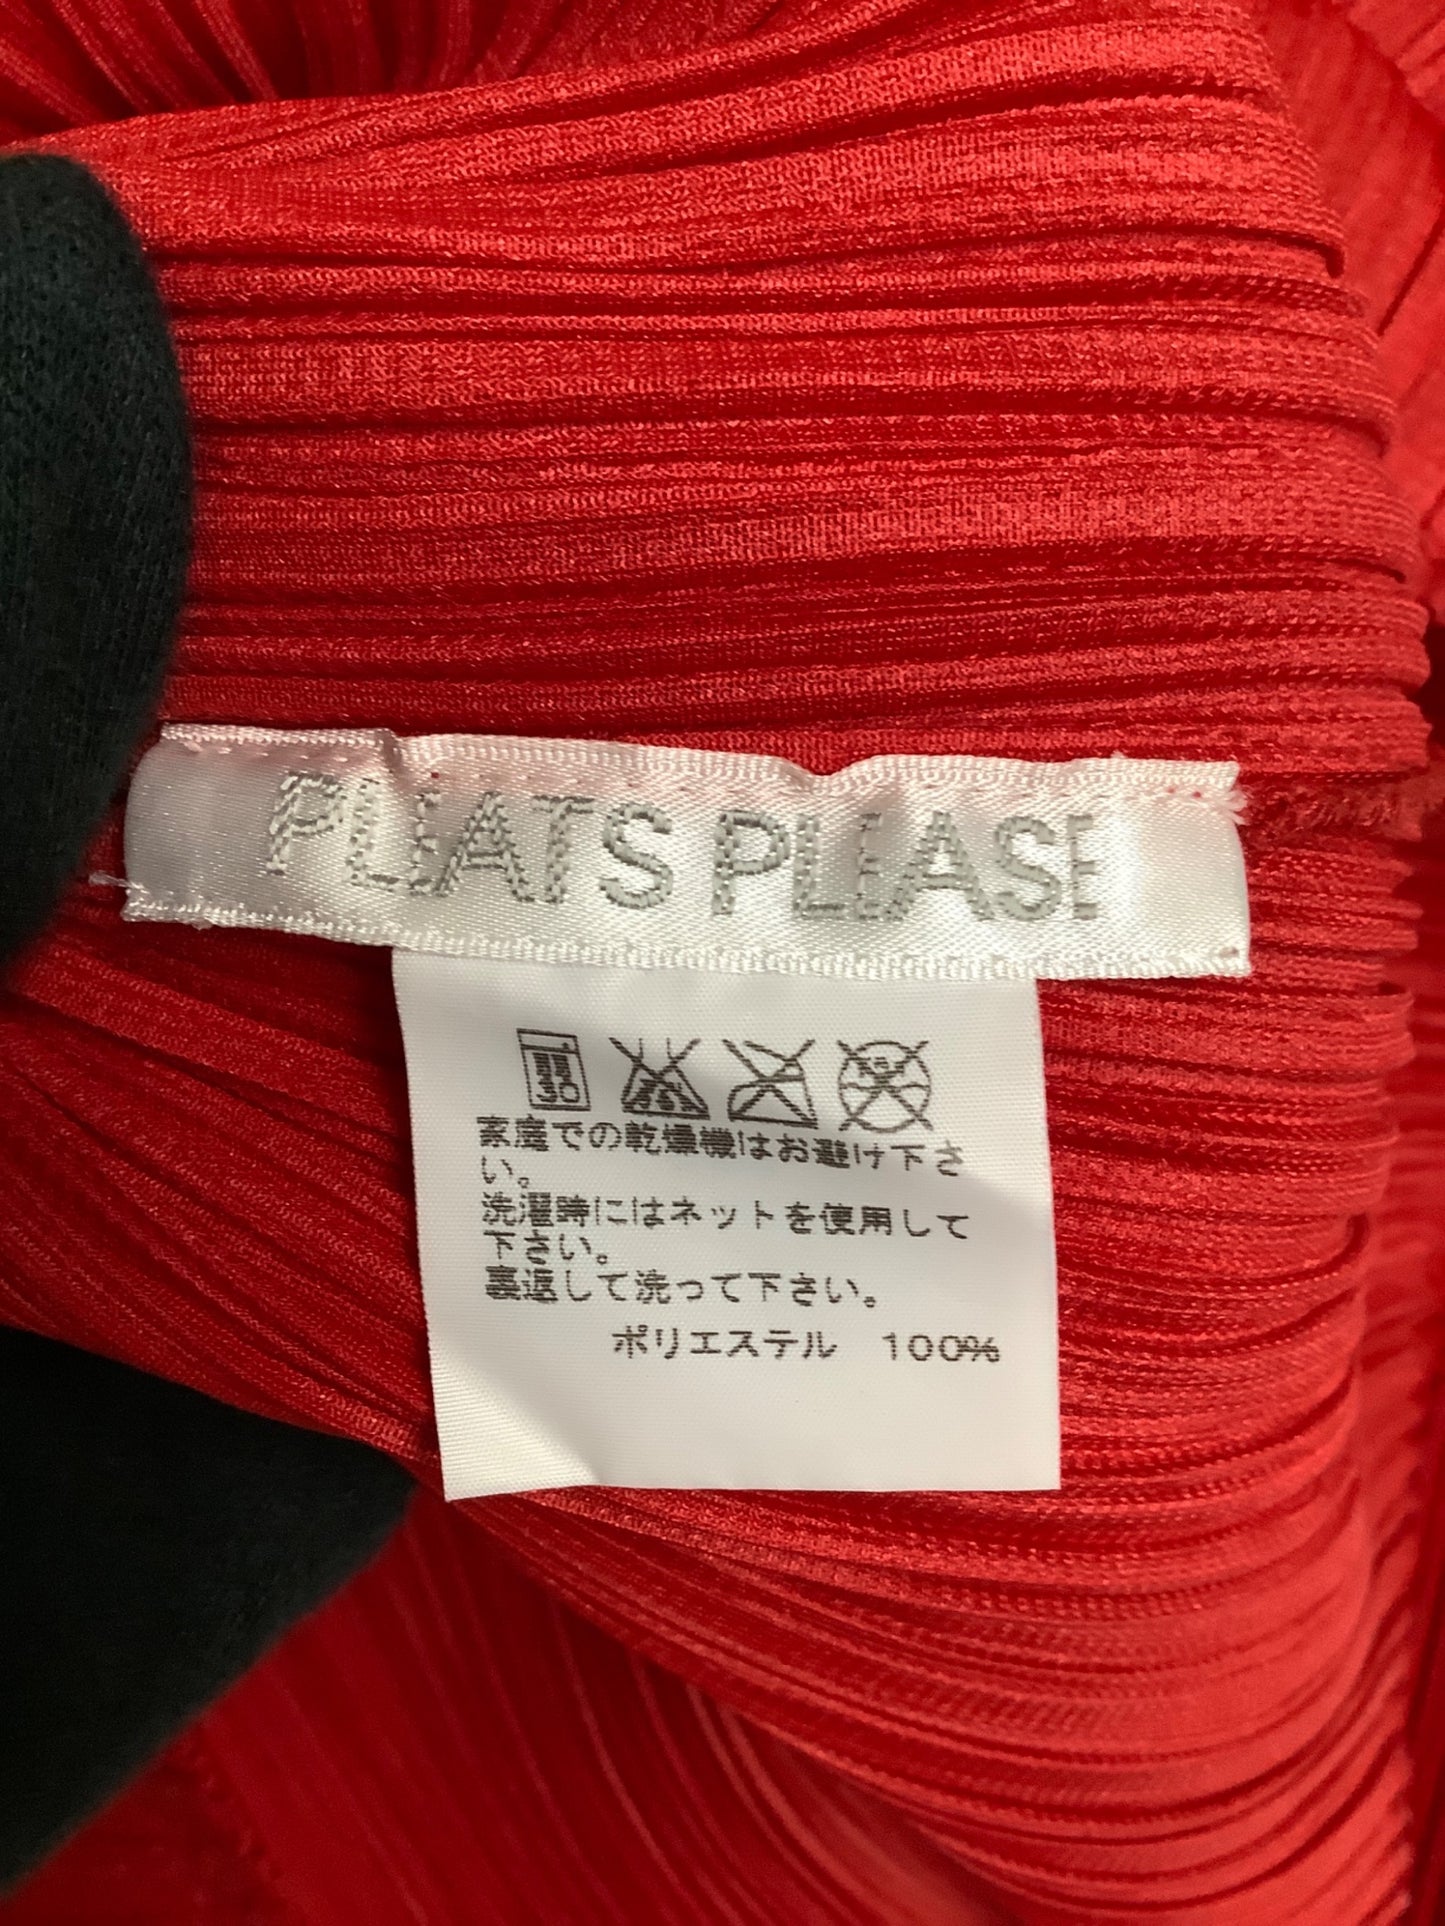 PLEATS PLEASE
30
家庭での乾燥機はお避け下さ
い。
洗濯時にはネットを使用して
下さい。
裏返して洗って下さい。
ポリエステル 100%